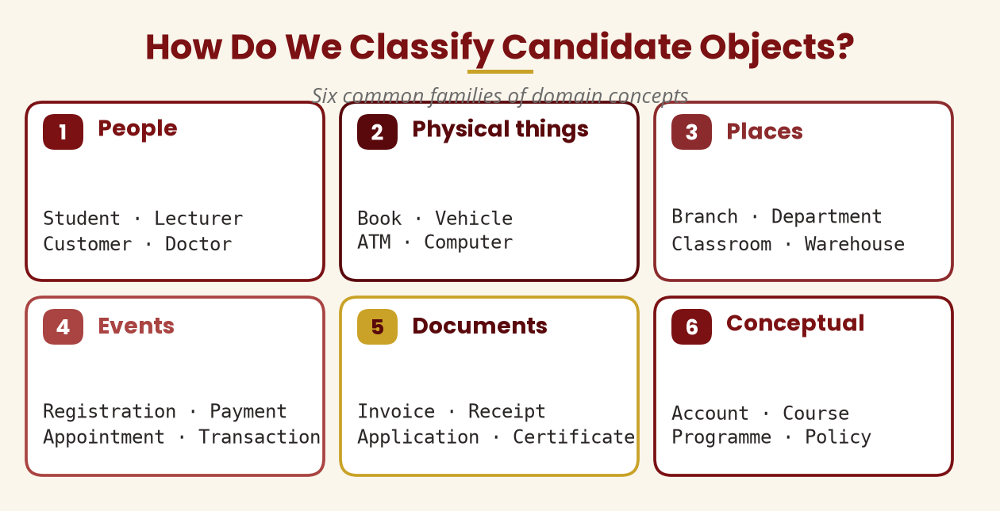 How Do We Classify Candidate Objects?
Six common families of domain concepts
1 People
Student · Lecturer
Customer · Doctor
2 Physical things
Book · Vehicle
ATM · Computer
3 Places
Branch · Department
Classroom · Warehouse
4 Events
Registration · Payment
Appointment · Transaction
5 Documents
Invoice · Receipt
Application · Certificate
6 Conceptual
Account · Course
Programme · Policy